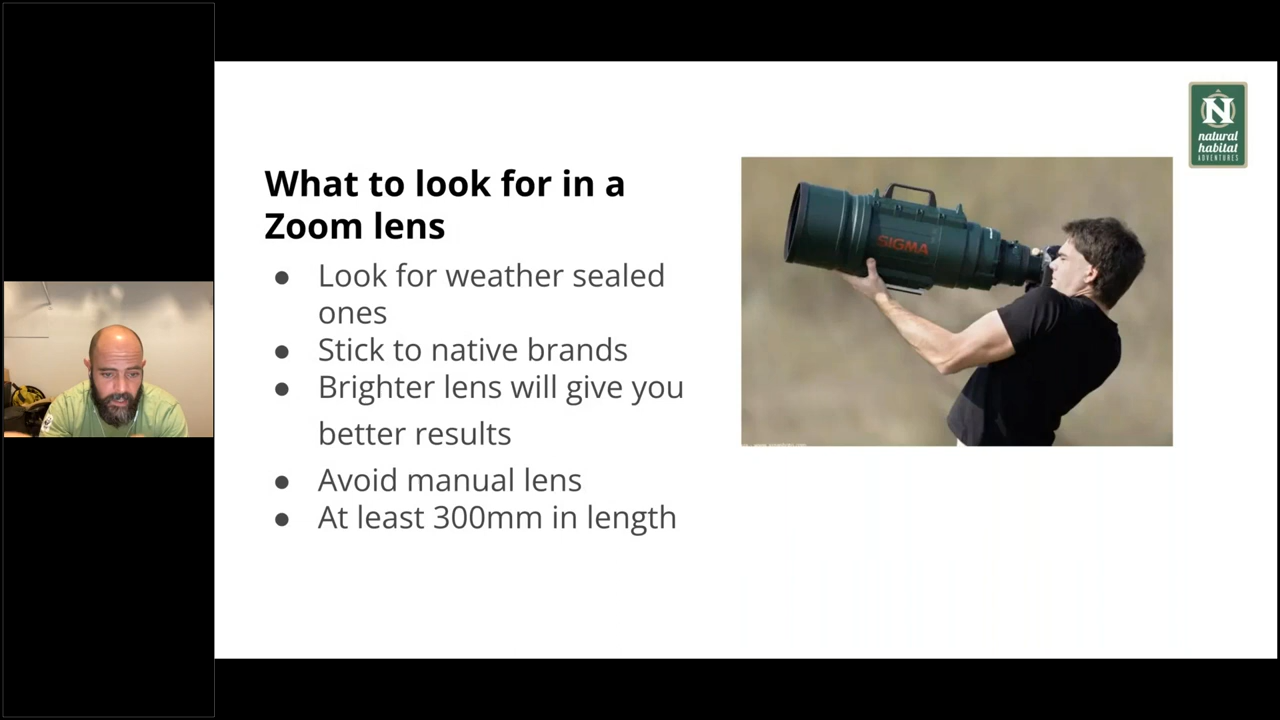 What to look for in a
Zoom lens
● Look for weather sealed
ones
● Stick to native brands
● Brighter lens will give you
better results
● Avoid manual lens
● At least 300mm in length
SIGMA
N
natural
habitat
ADVENTURES